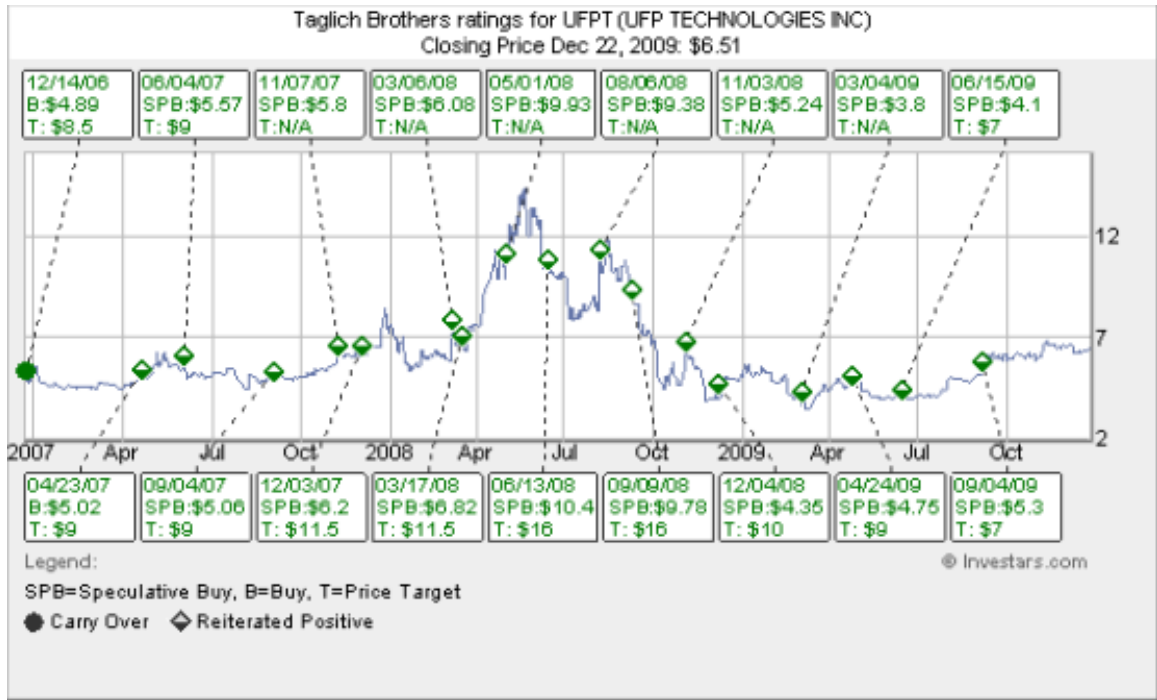 Taglich Brothers ratings for UFPT (UFP TECHNOLOGIES INC)
Closing Price Dec 22, 2009: $6.51
12/14/06
B:$4.89
T: $8.5
06/04/07
SPB:$5.57
T: $9
11/07/07
SPB:$5.8
T:N/A
03/06/08
SPB:$6.08
T:N/A
05/01/08
SPB:$9.93
T:N/A
08/06/08
SPB:$9.38
T:N/A
11/03/08
SPB:$5.24
T:N/A
03/04/09
SPB:$3.8
T:N/A
06/15/09
SPB:$4.1
T: $7
12
7
2
2007 Apr Jul Oct 2008 Apr Jul Oct 2009 Apr Jul Oct
04/23/07
B:$5.02
T: $9
09/04/07
SPB:$5.06
T: $9
12/03/07
SPB:$6.2
T: $11.5
03/17/08
SPB:$6.82
T: $11.5
06/13/08
SPB:$10.4
T: $16
09/09/08
SPB:$9.78
T: $16
12/04/08
SPB:$4.35
T: $10
04/24/09
SPB:$4.75
T: $9
09/04/09
SPB:$5.3
T: $7
Legend:
© Investars.com
SPB=Speculative Buy, B=Buy, T=Price Target
Carry Over Reiterated Positive